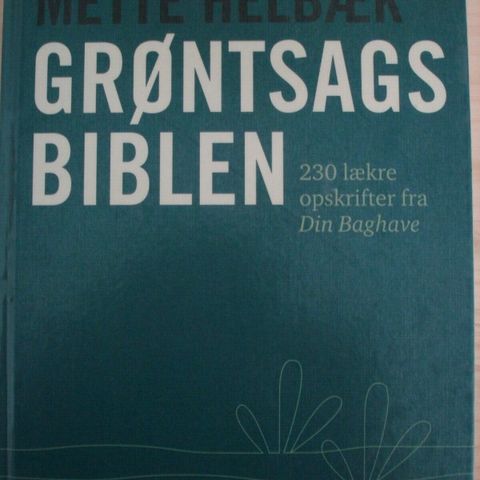 METTE HELBÆK
GRØNTSAGS
BIBLEN
230 lækre
opskrifter fra
Din Baghave